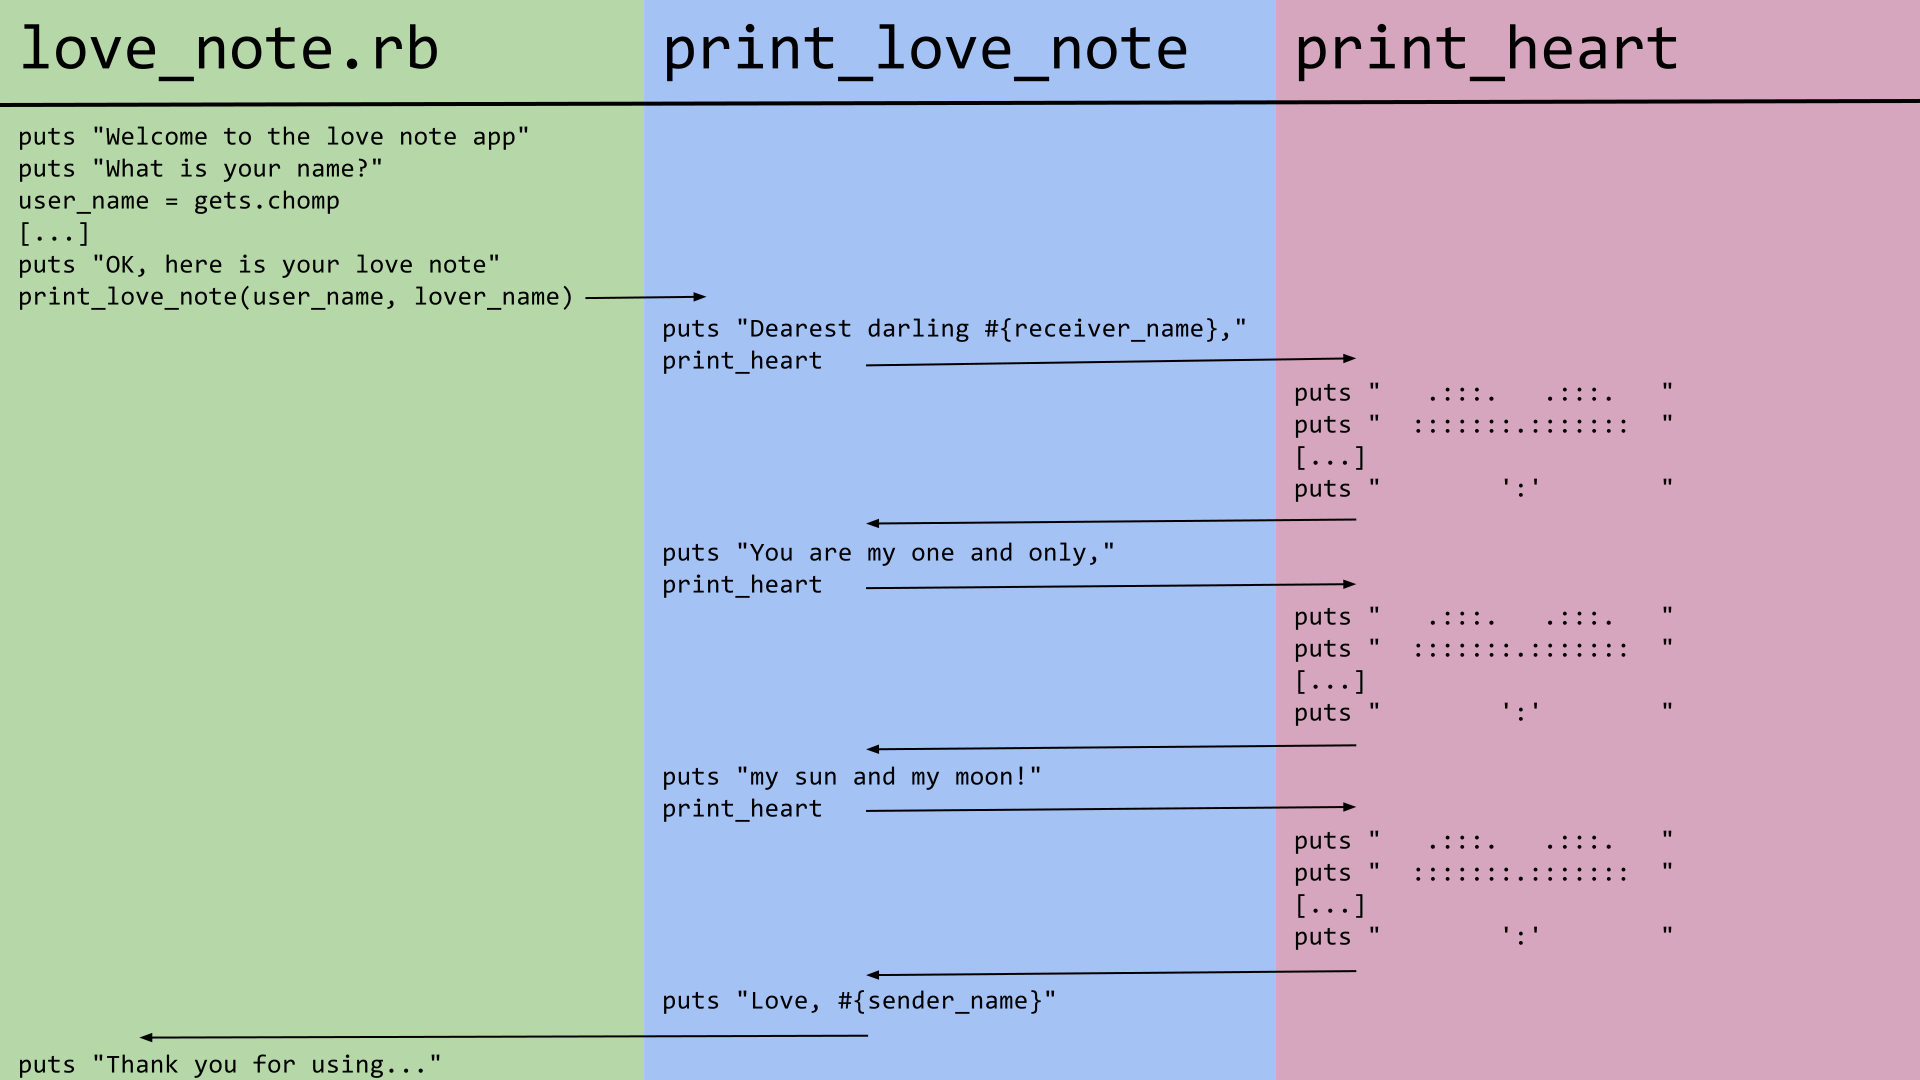 love_note.rb
print_love_note
print_heart
puts "Welcome to the love note app"
puts "What is your name?"
user_name = gets.chomp
[...]
puts "OK, here is your love note"
print_love_note(user_name, lover_name)
puts "Dearest darling #{receiver_name},"
print_heart
puts "   .:::.   .:::.   "
puts "  :::::::.:::::::  "
[...]
puts "        ':'        "
puts "You are my one and only,"
print_heart
puts "   .:::.   .:::.   "
puts "  :::::::.:::::::  "
[...]
puts "        ':'        "
puts "my sun and my moon!"
print_heart
puts "   .:::.   .:::.   "
puts "  :::::::.:::::::  "
[...]
puts "        ':'        "
puts "Love, #{sender_name}"
puts "Thank you for using..."